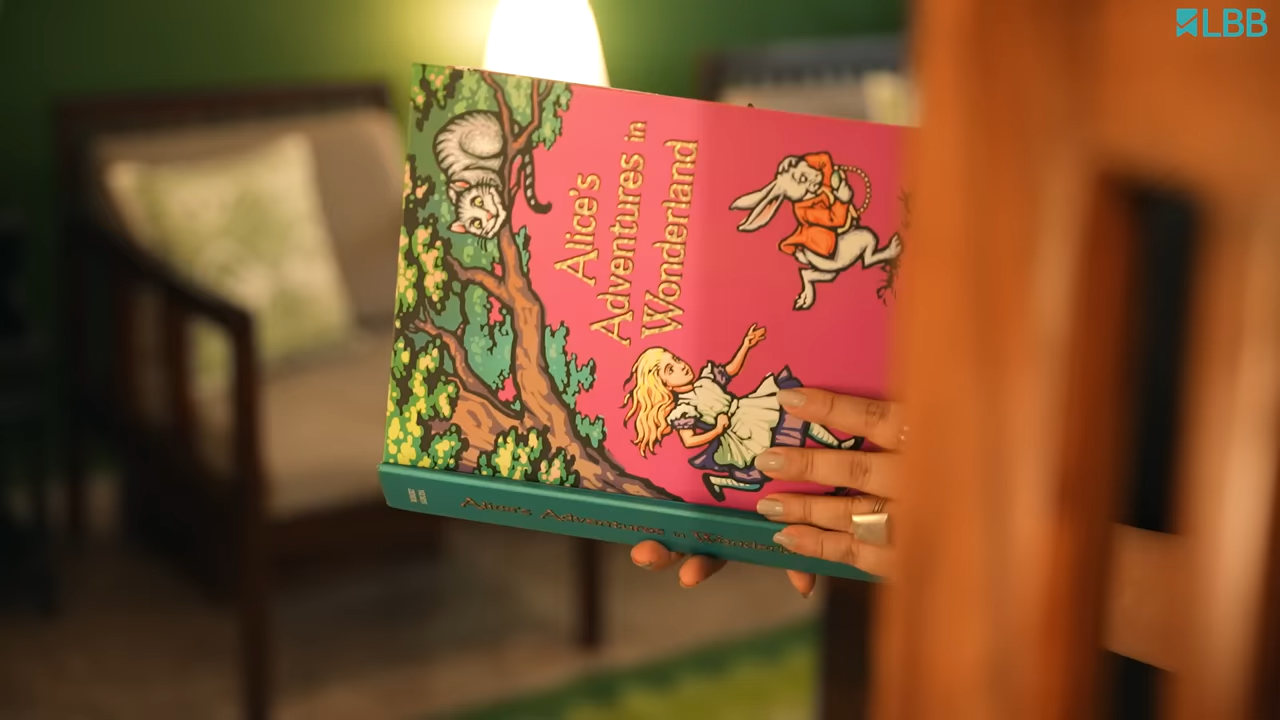 LBB
Alice's
Adventures in
Wonderland
Alice's Adventures in